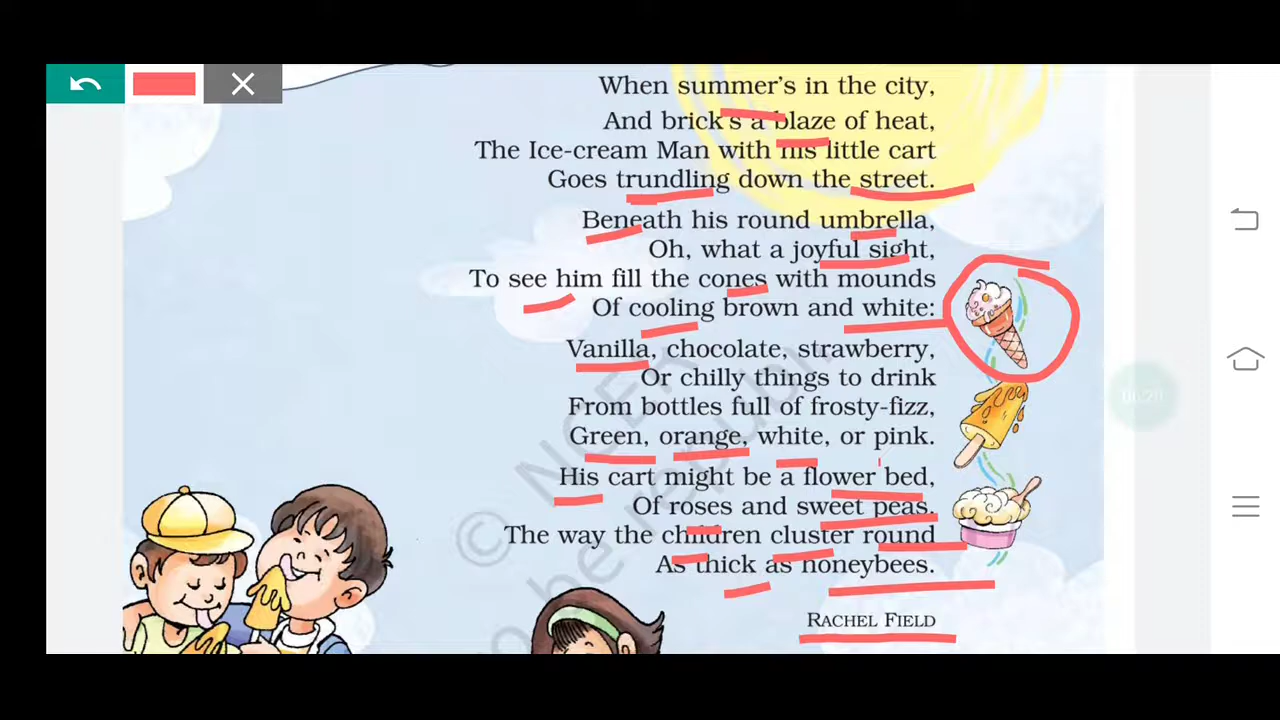 When summer's in the city,
And brick's a blaze of heat,
The Ice-cream Man with his little cart
Goes trundling down the street.
Beneath his round umbrella,
Oh, what a joyful sight,
To see him fill the cones with mounds
Of cooling brown and white:
Vanilla, chocolate, strawberry,
Or chilly things to drink
From bottles full of frosty-fizz,
Green, orange, white, or pink.
His cart might be a flower bed,
Of roses and sweet peas.
The way the children cluster round
As thick as honeybees.
RACHEL FIELD